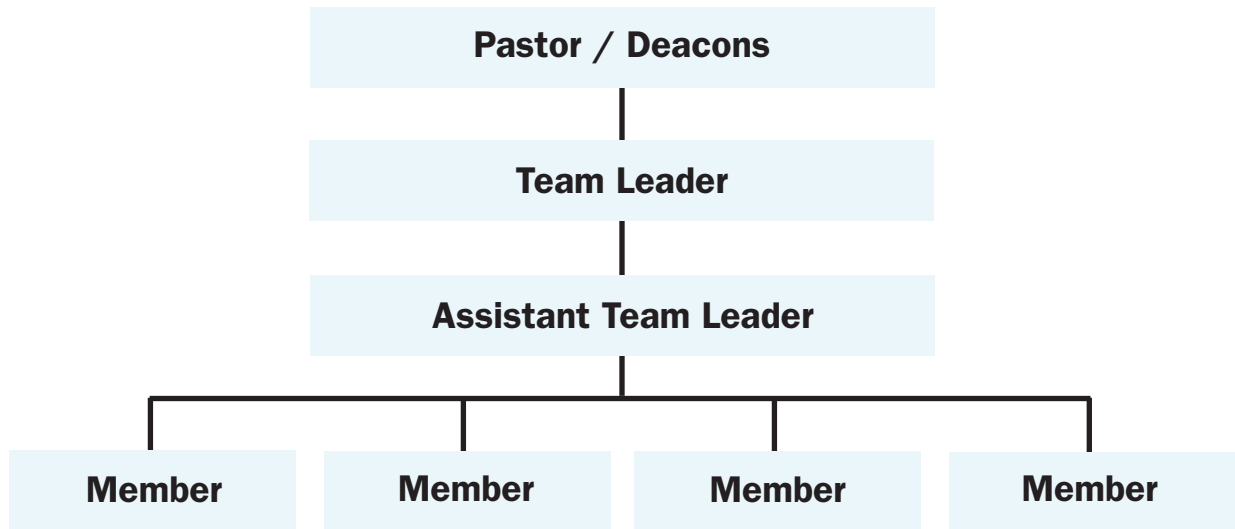 Pastor / Deacons
Team Leader
Assistant Team Leader
Member
Member
Member
Member